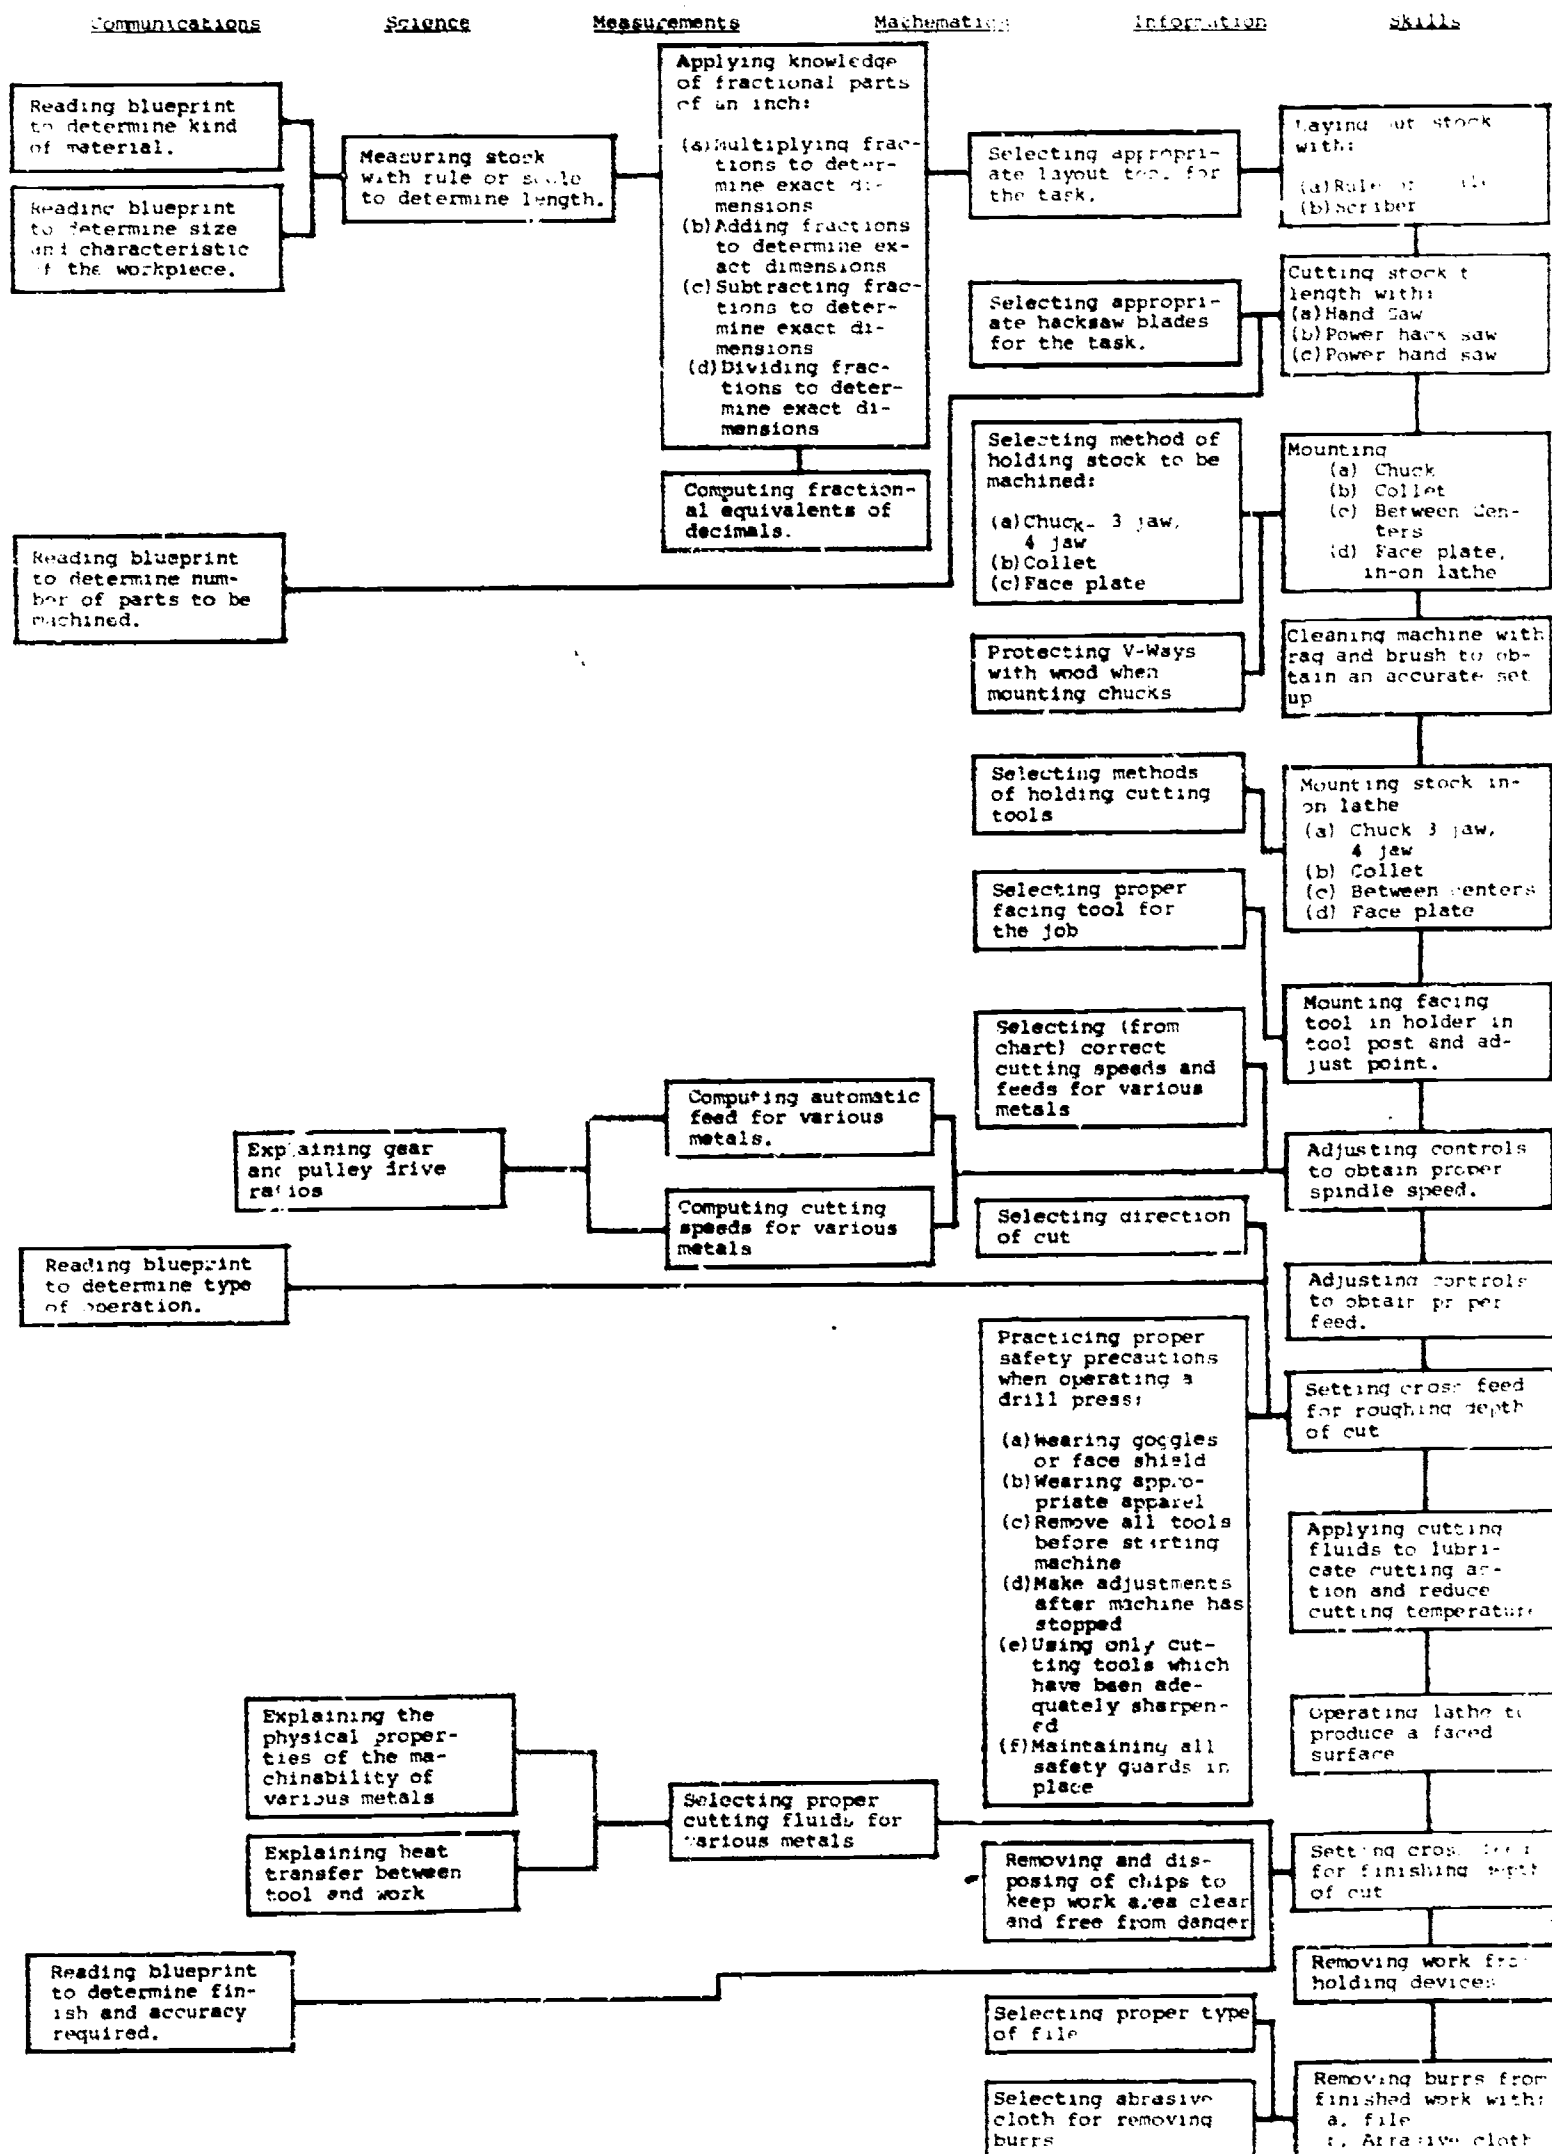 Communications Science Measurements Mathematics Information Skills
Reading blueprint
to determine kind
of material.
Reading blueprint
to determine size
and characteristic
of the workpiece.
Measuring stock
with rule or scale
to determine length.
Applying knowledge
of fractional parts
of an inch:
(a)Multiplying frac-
tions to deter-
mine exact di-
mensions
(b)Adding fractions
to determine ex-
act dimensions
(c)Subtracting frac-
tions to deter-
mine exact di-
mensions
(d)Dividing frac-
tions to deter-
mine exact di-
mensions
Computing fraction-
al equivalents of
decimals.
Selecting appropri-
ate layout tool for
the task.
Laying out stock
with:
(a)Rule or
(b)Scriber
Selecting appropri-
ate hacksaw blades
for the task.
Cutting stock t
length with:
(a)Hand Saw
(b)Power hack saw
(c)Power hand saw
Reading blueprint
to determine num-
ber of parts to be
machined.
Selecting method of
holding stock to be
machined:
(a)Chuck- 3 jaw,
4 jaw
(b)Collet
(c)Face plate
Mounting
(a) Chuck
(b) Collet
(c) Between Cen-
ters
(d) Face plate,
in-on lathe
Protecting V-Ways
with wood when
mounting chucks
Cleaning machine with
rag and brush to ob-
tain an accurate set
up
Selecting methods
of holding cutting
tools
Mounting stock in-
on lathe
(a) Chuck 3 jaw,
4 jaw
(b) Collet
(c) Between centers
(d) Face plate
Selecting proper
facing tool for
the job
Mounting facing
tool in holder in
tool post and ad-
just point.
Selecting (from
chart) correct
cutting speeds and
feeds for various
metals
Explaining gear
and pulley drive
ratios
Computing automatic
feed for various
metals.
Computing cutting
speeds for various
metals
Adjusting controls
to obtain proper
spindle speed.
Selecting direction
of cut
Reading blueprint
to determine type
of operation.
Adjusting controls
to obtain proper
feed.
Practicing proper
safety precautions
when operating a
drill press:
(a)Wearing goggles
or face shield
(b)Wearing appro-
priate apparel
(c)Remove all tools
before starting
machine
(d)Make adjustments
after machine has
stopped
(e)Using only cut-
ting tools which
have been ade-
quately sharpen-
ed
(f)Maintaining all
safety guards in
place
Setting cross feed
for roughing depth
of cut
Applying cutting
fluids to lubri-
cate cutting ac-
tion and reduce
cutting temperature
Explaining the
physical proper-
ties of the ma-
chinability of
various metals
Explaining heat
transfer between
tool and work
Selecting proper
cutting fluids for
various metals
Operating lathe to
produce a faced
surface
Removing and dis-
posing of chips to
keep work area clear
and free from danger
Setting cross feed
for finishing depth
of cut
Reading blueprint
to determine fin-
ish and accuracy
required.
Removing work from
holding devices
Selecting proper type
of file
Selecting abrasive
cloth for removing
burrs
Removing burrs from
finished work with:
a. file
Abrasive cloth